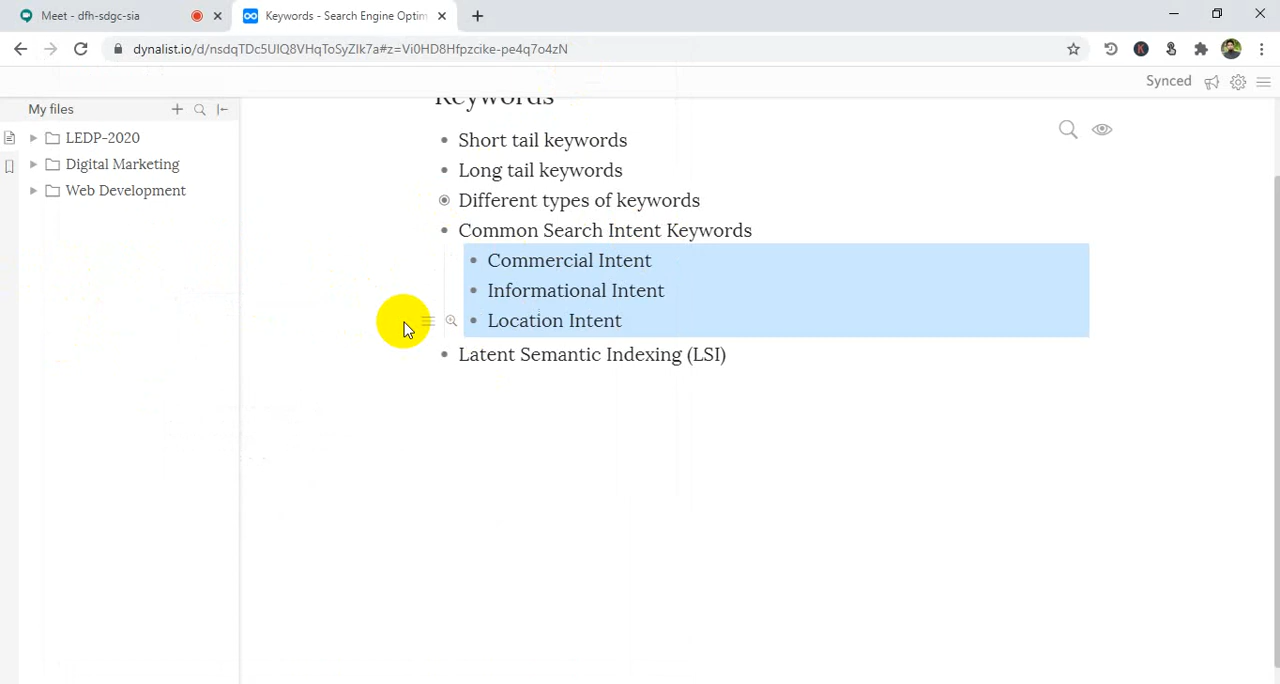 Meet - dfh-sdgc-sia
Keywords - Search Engine Optim
dynalist.io/d/nsdqTDc5UlQ8VHqToSyZIk7a#z=Vi0HD8Hfpzcike-pe4q7o4zN
Synced
My files
LEDP-2020
Digital Marketing
Web Development
Keywords
Short tail keywords
Long tail keywords
Different types of keywords
Common Search Intent Keywords
Commercial Intent
Informational Intent
Location Intent
Latent Semantic Indexing (LSI)